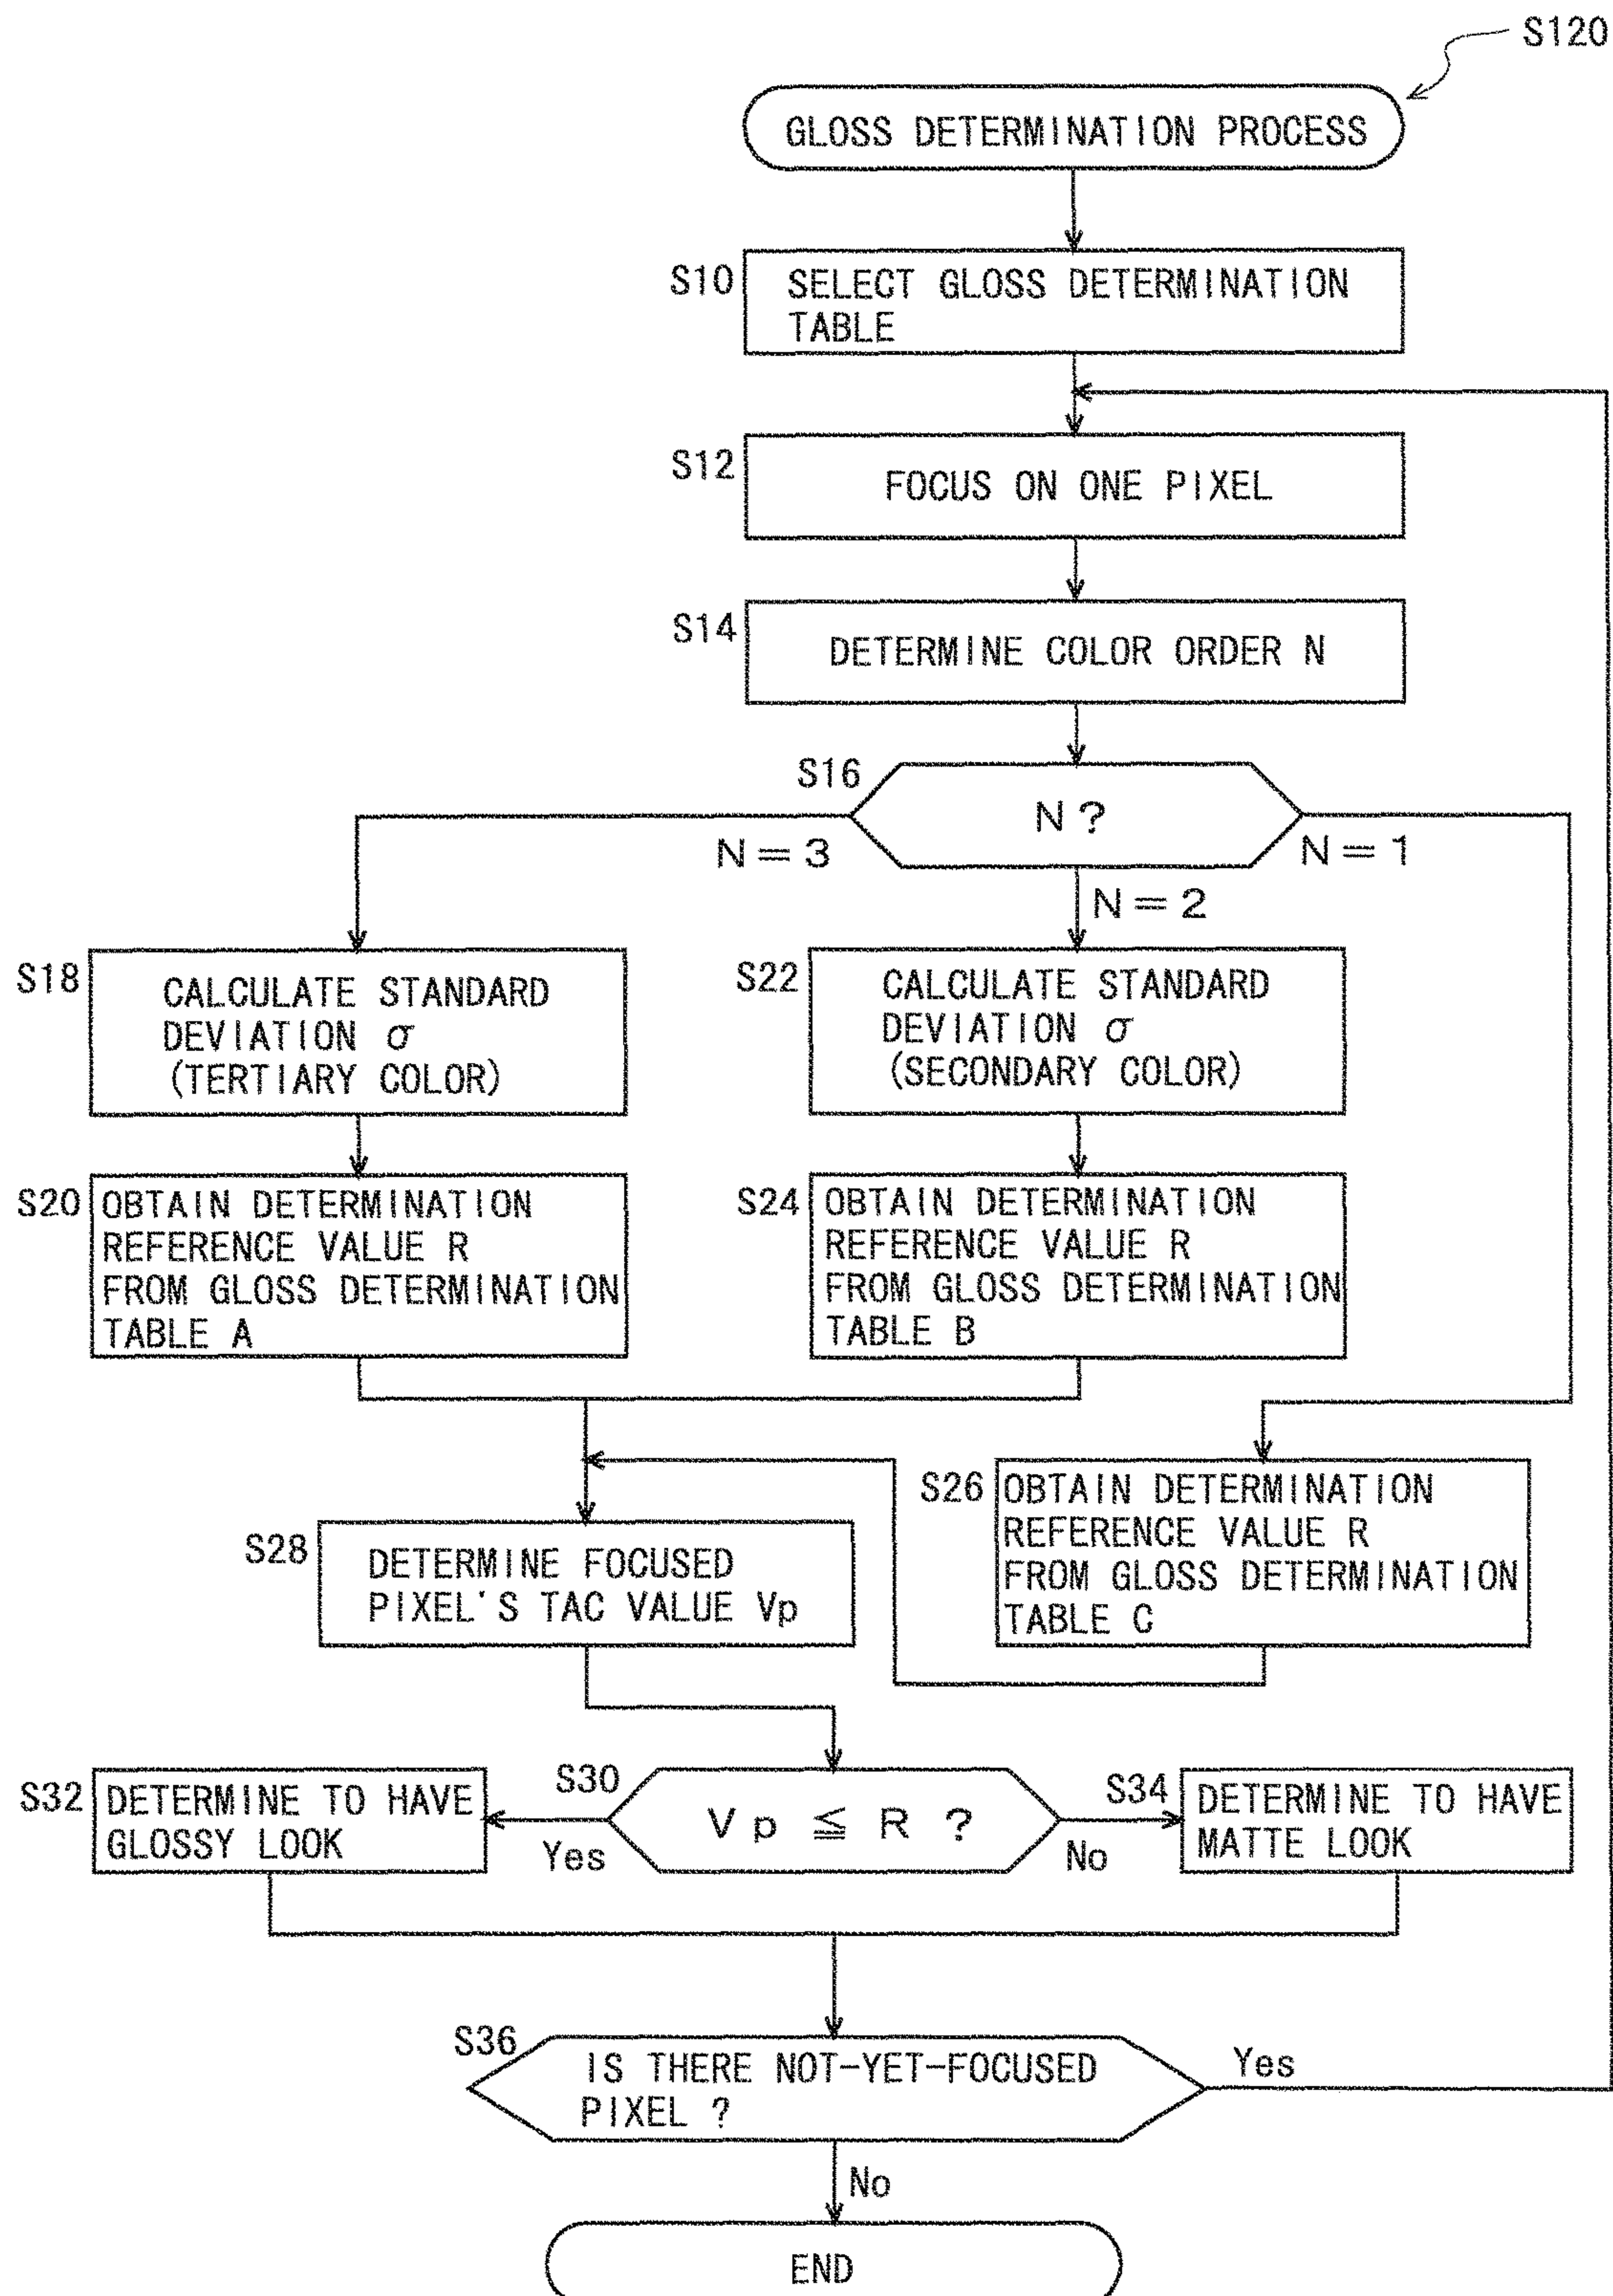 S120
GLOSS DETERMINATION PROCESS
S10
SELECT GLOSS DETERMINATION
TABLE
S12
FOCUS ON ONE PIXEL
S14
DETERMINE COLOR ORDER N
S16
N ?
N = 3
N = 1
N = 2
S18
CALCULATE STANDARD
DEVIATION σ
(TERTIARY COLOR)
S22
CALCULATE STANDARD
DEVIATION σ
(SECONDARY COLOR)
S20
OBTAIN DETERMINATION
REFERENCE VALUE R
FROM GLOSS DETERMINATION
TABLE A
S24
OBTAIN DETERMINATION
REFERENCE VALUE R
FROM GLOSS DETERMINATION
TABLE B
S26
OBTAIN DETERMINATION
REFERENCE VALUE R
FROM GLOSS DETERMINATION
TABLE C
S28
DETERMINE FOCUSED
PIXEL'S TAC VALUE Vp
S32
DETERMINE TO HAVE
GLOSSY LOOK
S30
Vp ≦ R ?
Yes
No
S34
DETERMINE TO HAVE
MATTE LOOK
S36
IS THERE NOT-YET-FOCUSED
PIXEL ?
Yes
No
END